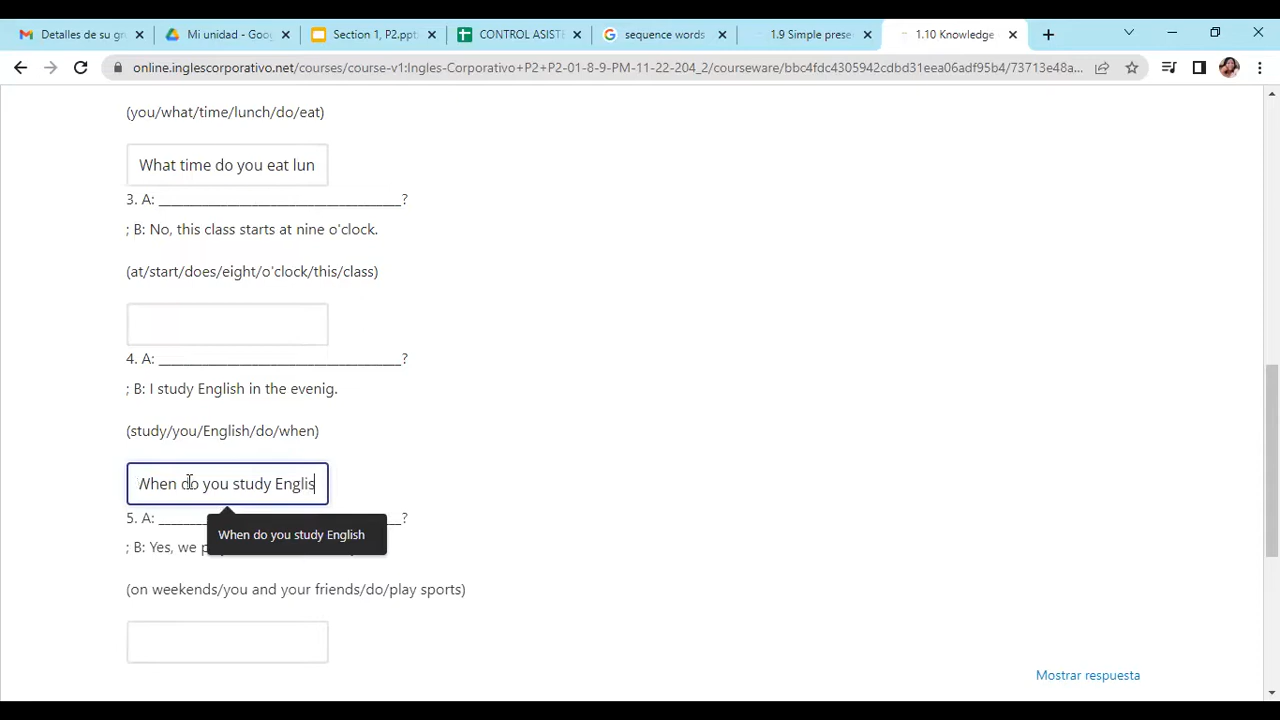 Detalles de su gr
Mi unidad - Goo
Section 1, P2.ppt
CONTROL ASIST
sequence words
1.9 Simple prese
1.10 Knowledge
online.inglescorporativo.net/courses/course-v1:Ingles-Corporativo+P2+P2-01-8-9-PM-11-22-204_2/courseware/bbc4fdc4305942cdbd31eea06adf95b4/73713e48a...
(you/what/time/lunch/do/eat)
What time do you eat lun
3. A: ___________________________________?
; B: No, this class starts at nine o'clock.
(at/start/does/eight/o'clock/this/class)
4. A: ___________________________________?
; B: I study English in the evenig.
(study/you/English/do/when)
When do you study Englis
5. A: ___________________________________?
When do you study English
; B: Yes, we
(on weekends/you and your friends/do/play sports)
Mostrar respuesta